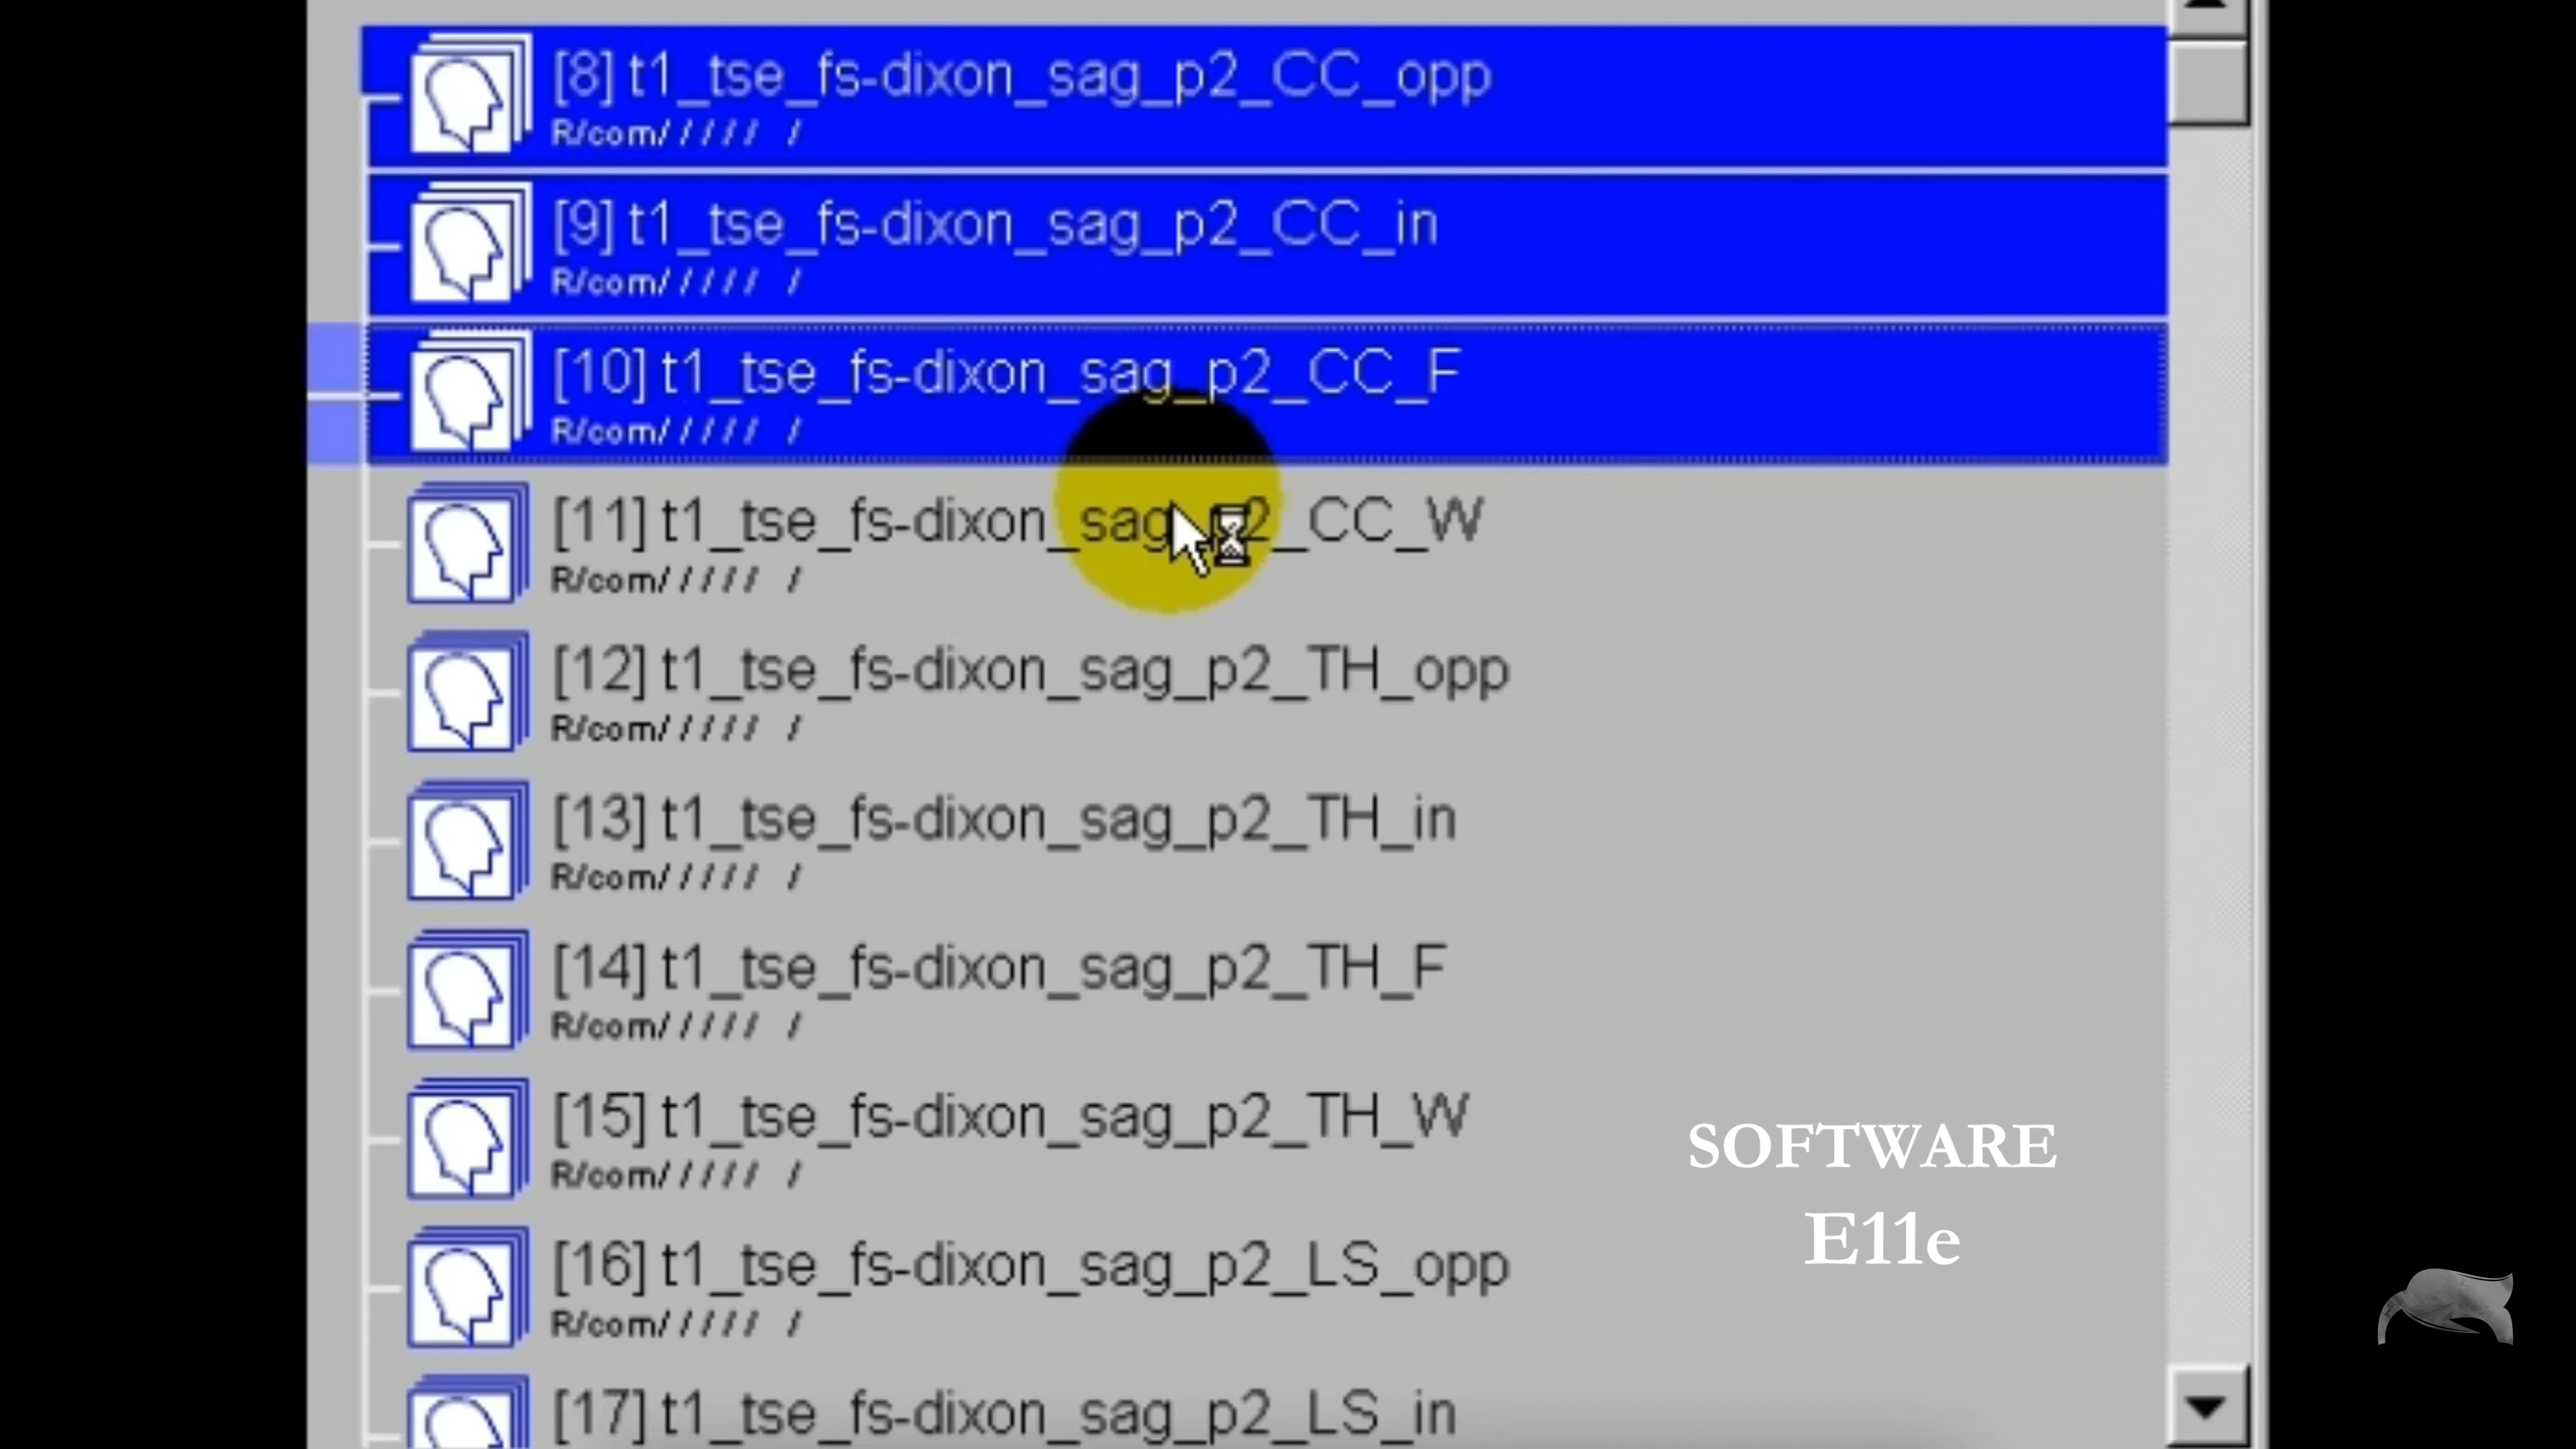 [8] t1_tse_fs-dixon_sag_p2_CC_opp
R/com/ / / / / /
[9] t1_tse_fs-dixon_sag_p2_CC_in
R/com/ / / / / /
[10] t1_tse_fs-dixon_sag_p2_CC_F
R/com/ / / / / /
[11] t1_tse_fs-dixon_sag_p2_CC_W
R/com/ / / / / /
[12] t1_tse_fs-dixon_sag_p2_TH_opp
R/com/ / / / / /
[13] t1_tse_fs-dixon_sag_p2_TH_in
R/com/ / / / / /
[14] t1_tse_fs-dixon_sag_p2_TH_F
R/com/ / / / / /
[15] t1_tse_fs-dixon_sag_p2_TH_W
R/com/ / / / / /
[16] t1_tse_fs-dixon_sag_p2_LS_opp
R/com/ / / / / /
[17] t1_tse_fs-dixon_sag_p2_LS_in
SOFTWARE
E11e